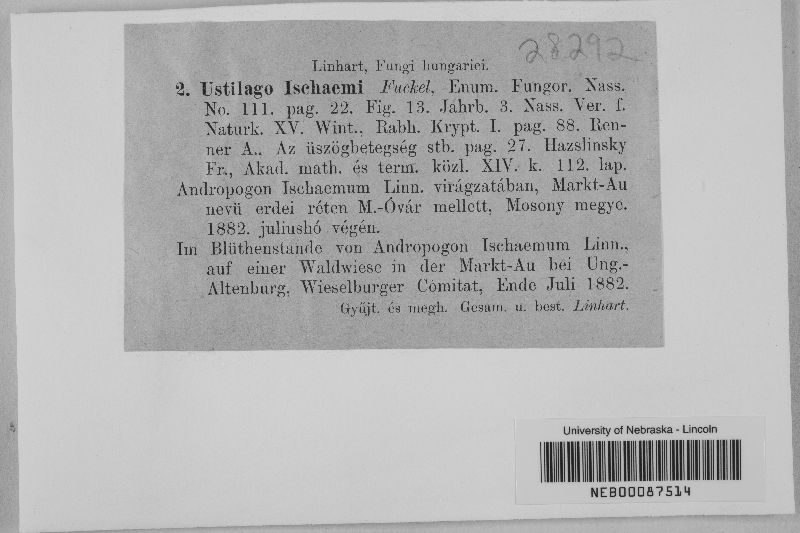 28292
Linhart, Fungi hungarici.
2. Ustilago Ischaemi Fuckel, Enum. Fungor. Nass.
No. 111. pag. 22. Fig. 13. Jahrb. 3. Nass. Ver. f.
Naturk. XV. Wint., Rabh. Krypt. I. pag. 88. Ren-
ner A.. Az üszögbetegség stb. pag. 27. Hazslinsky
Fr., Akad. math. és term. közl. XIV. k. 112. lap.
Andropogon Ischaemum Linn. virágzatában, Markt-Au
nevü erdei réten M.-Óvár mellett, Mosony megye.
1882. juliushó végén.
Im Blüthenstande von Andropogon Ischaemum Linn.,
auf einer Waldwiese in der Markt-Au bei Ung.-
Altenburg, Wieselburger Comitat, Ende Juli 1882.
Gyűjt. és megh. Gesam. u. best. Linhart.
University of Nebraska - Lincoln
NEB00087514